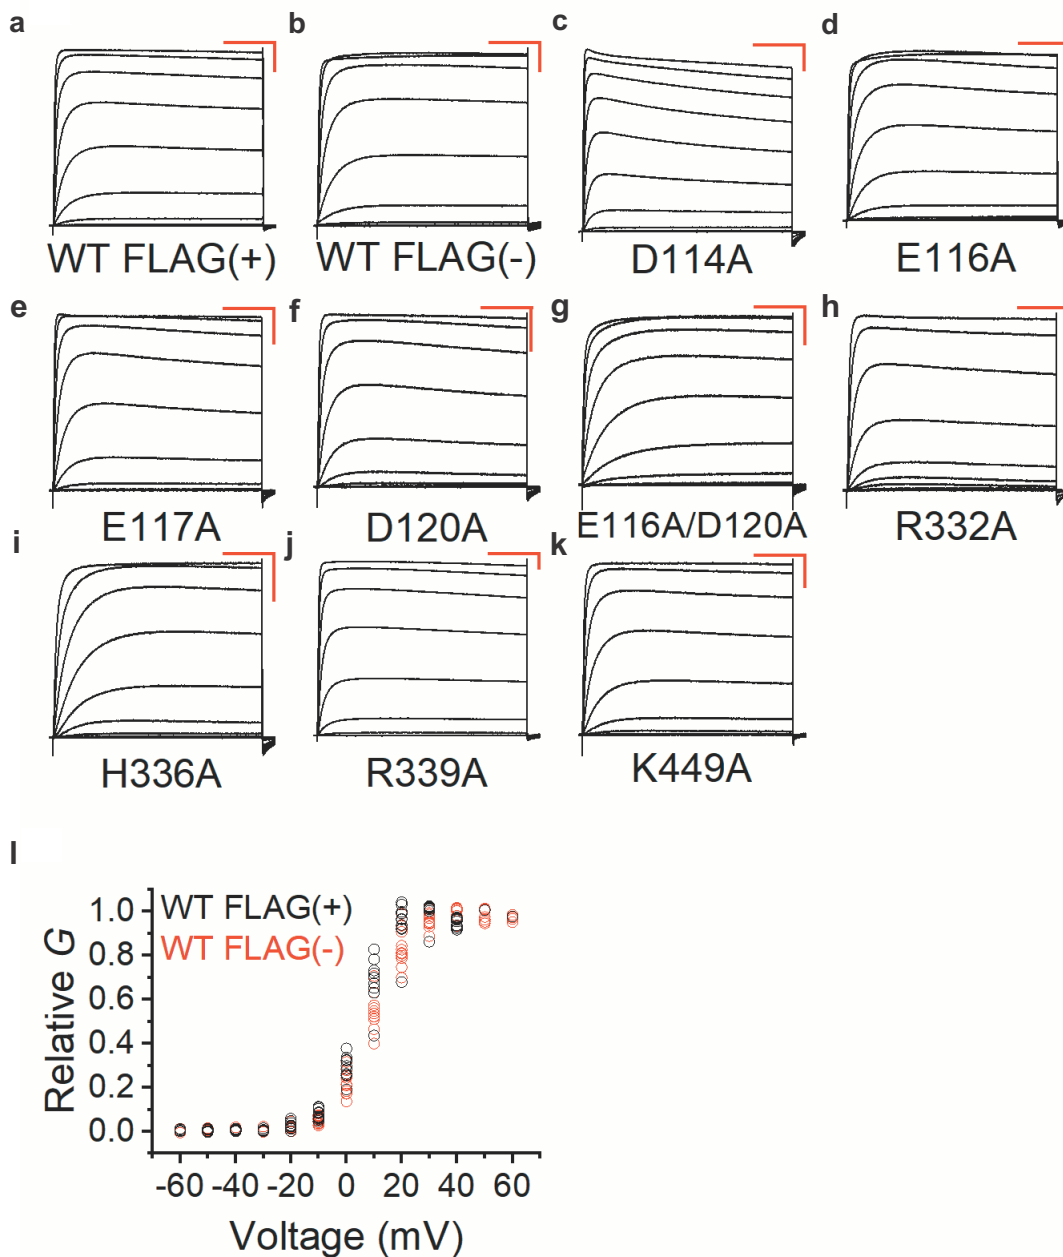 a
b
c
d
WT FLAG(+)
WT FLAG(-)
D114A
E116A
e
f
g
h
E117A
D120A
E116A/D120A
R332A
i
j
k
H336A
R339A
K449A
l
WT FLAG(+)
WT FLAG(-)
Relative G
1.0
0.8
0.6
0.4
0.2
0.0
-60 -40 -20 0 20 40 60
Voltage (mV)